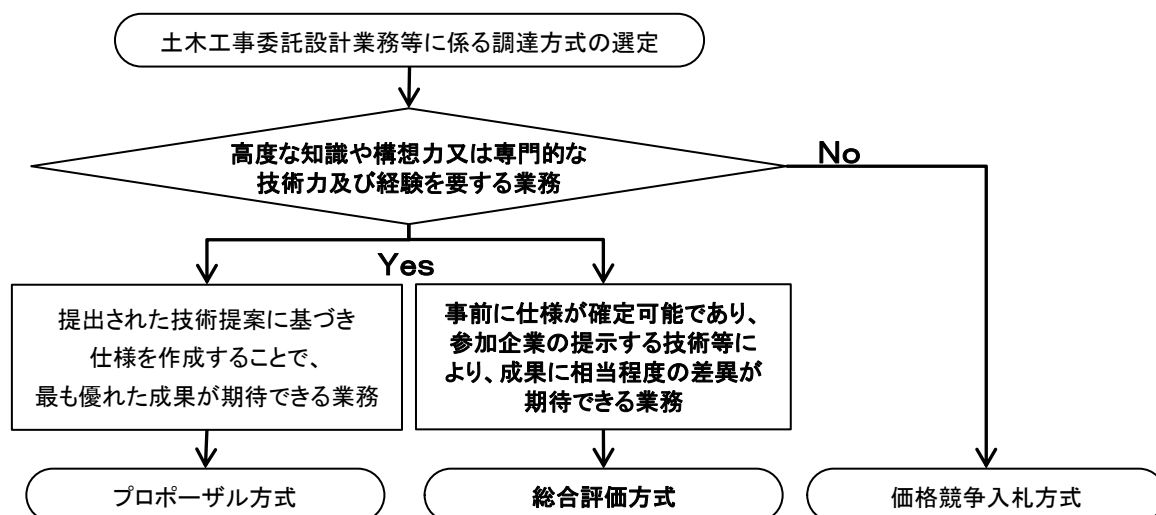 土木工事委託設計業務等に係る調達方式の選定
高度な知識や構想力又は専門的な
技術力及び経験を要する業務
No
Yes
提出された技術提案に基づき
仕様を作成することで、
最も優れた成果が期待できる業務
事前に仕様が確定可能であり、
参加企業の提示する技術等に
より、成果に相当程度の差異が
期待できる業務
プロポーザル方式
総合評価方式
価格競争入札方式